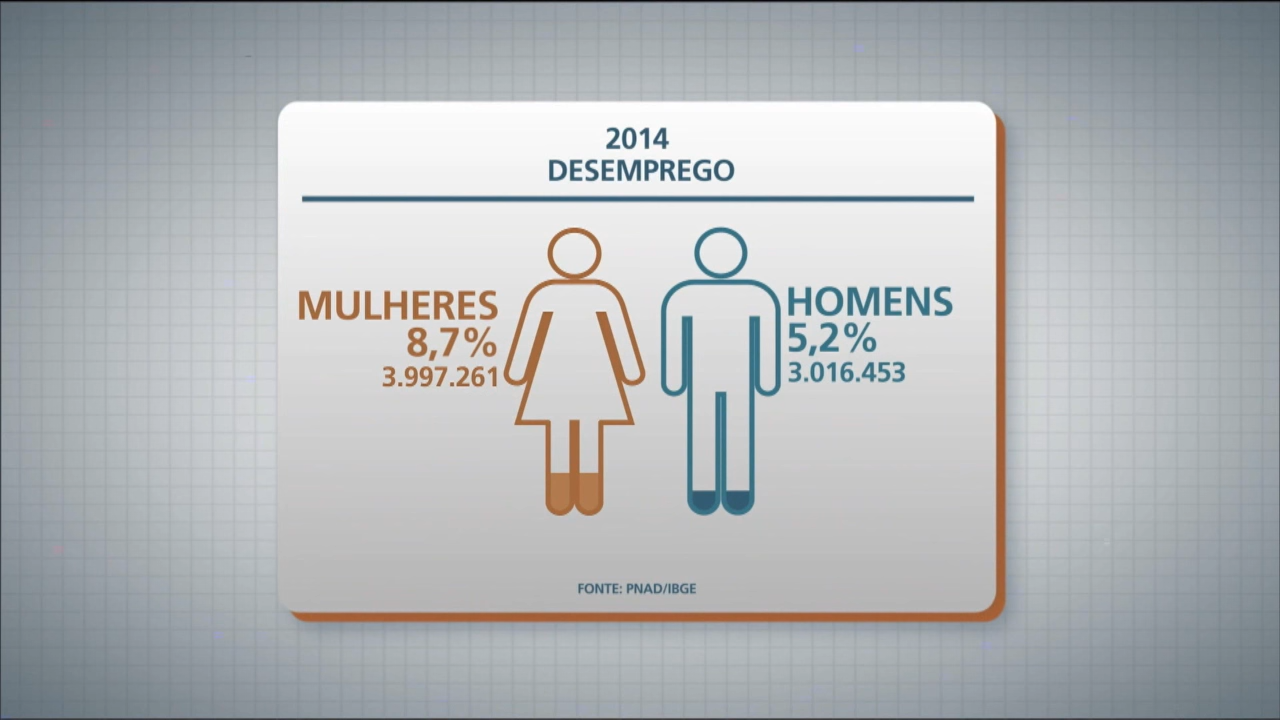 2014
DESEMPREGO
MULHERES
8,7%
3.997.261
HOMENS
5,2%
3.016.453
FONTE: PNAD/IBGE